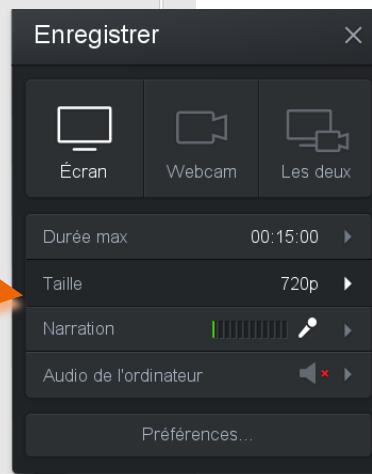 Enregistrer
Écran Webcam Les deux
Durée max 00:15:00
Taille 720p
Narration
Audio de l'ordinateur
Préférences...